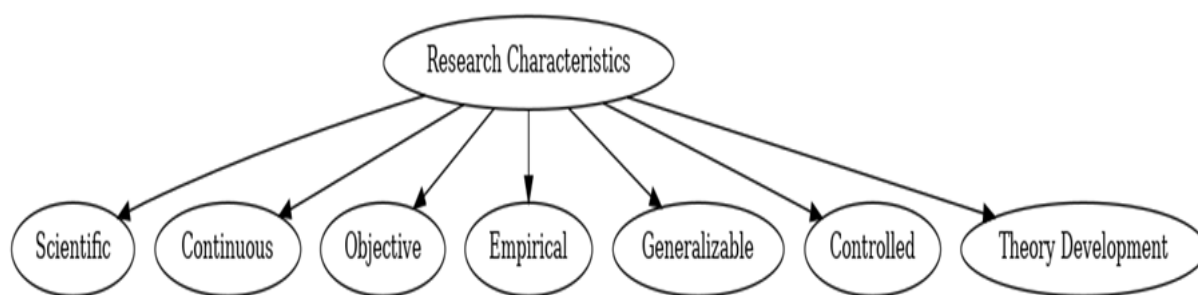 Research Characteristics
Scientific
Continuous
Objective
Empirical
Generalizable
Controlled
Theory Development